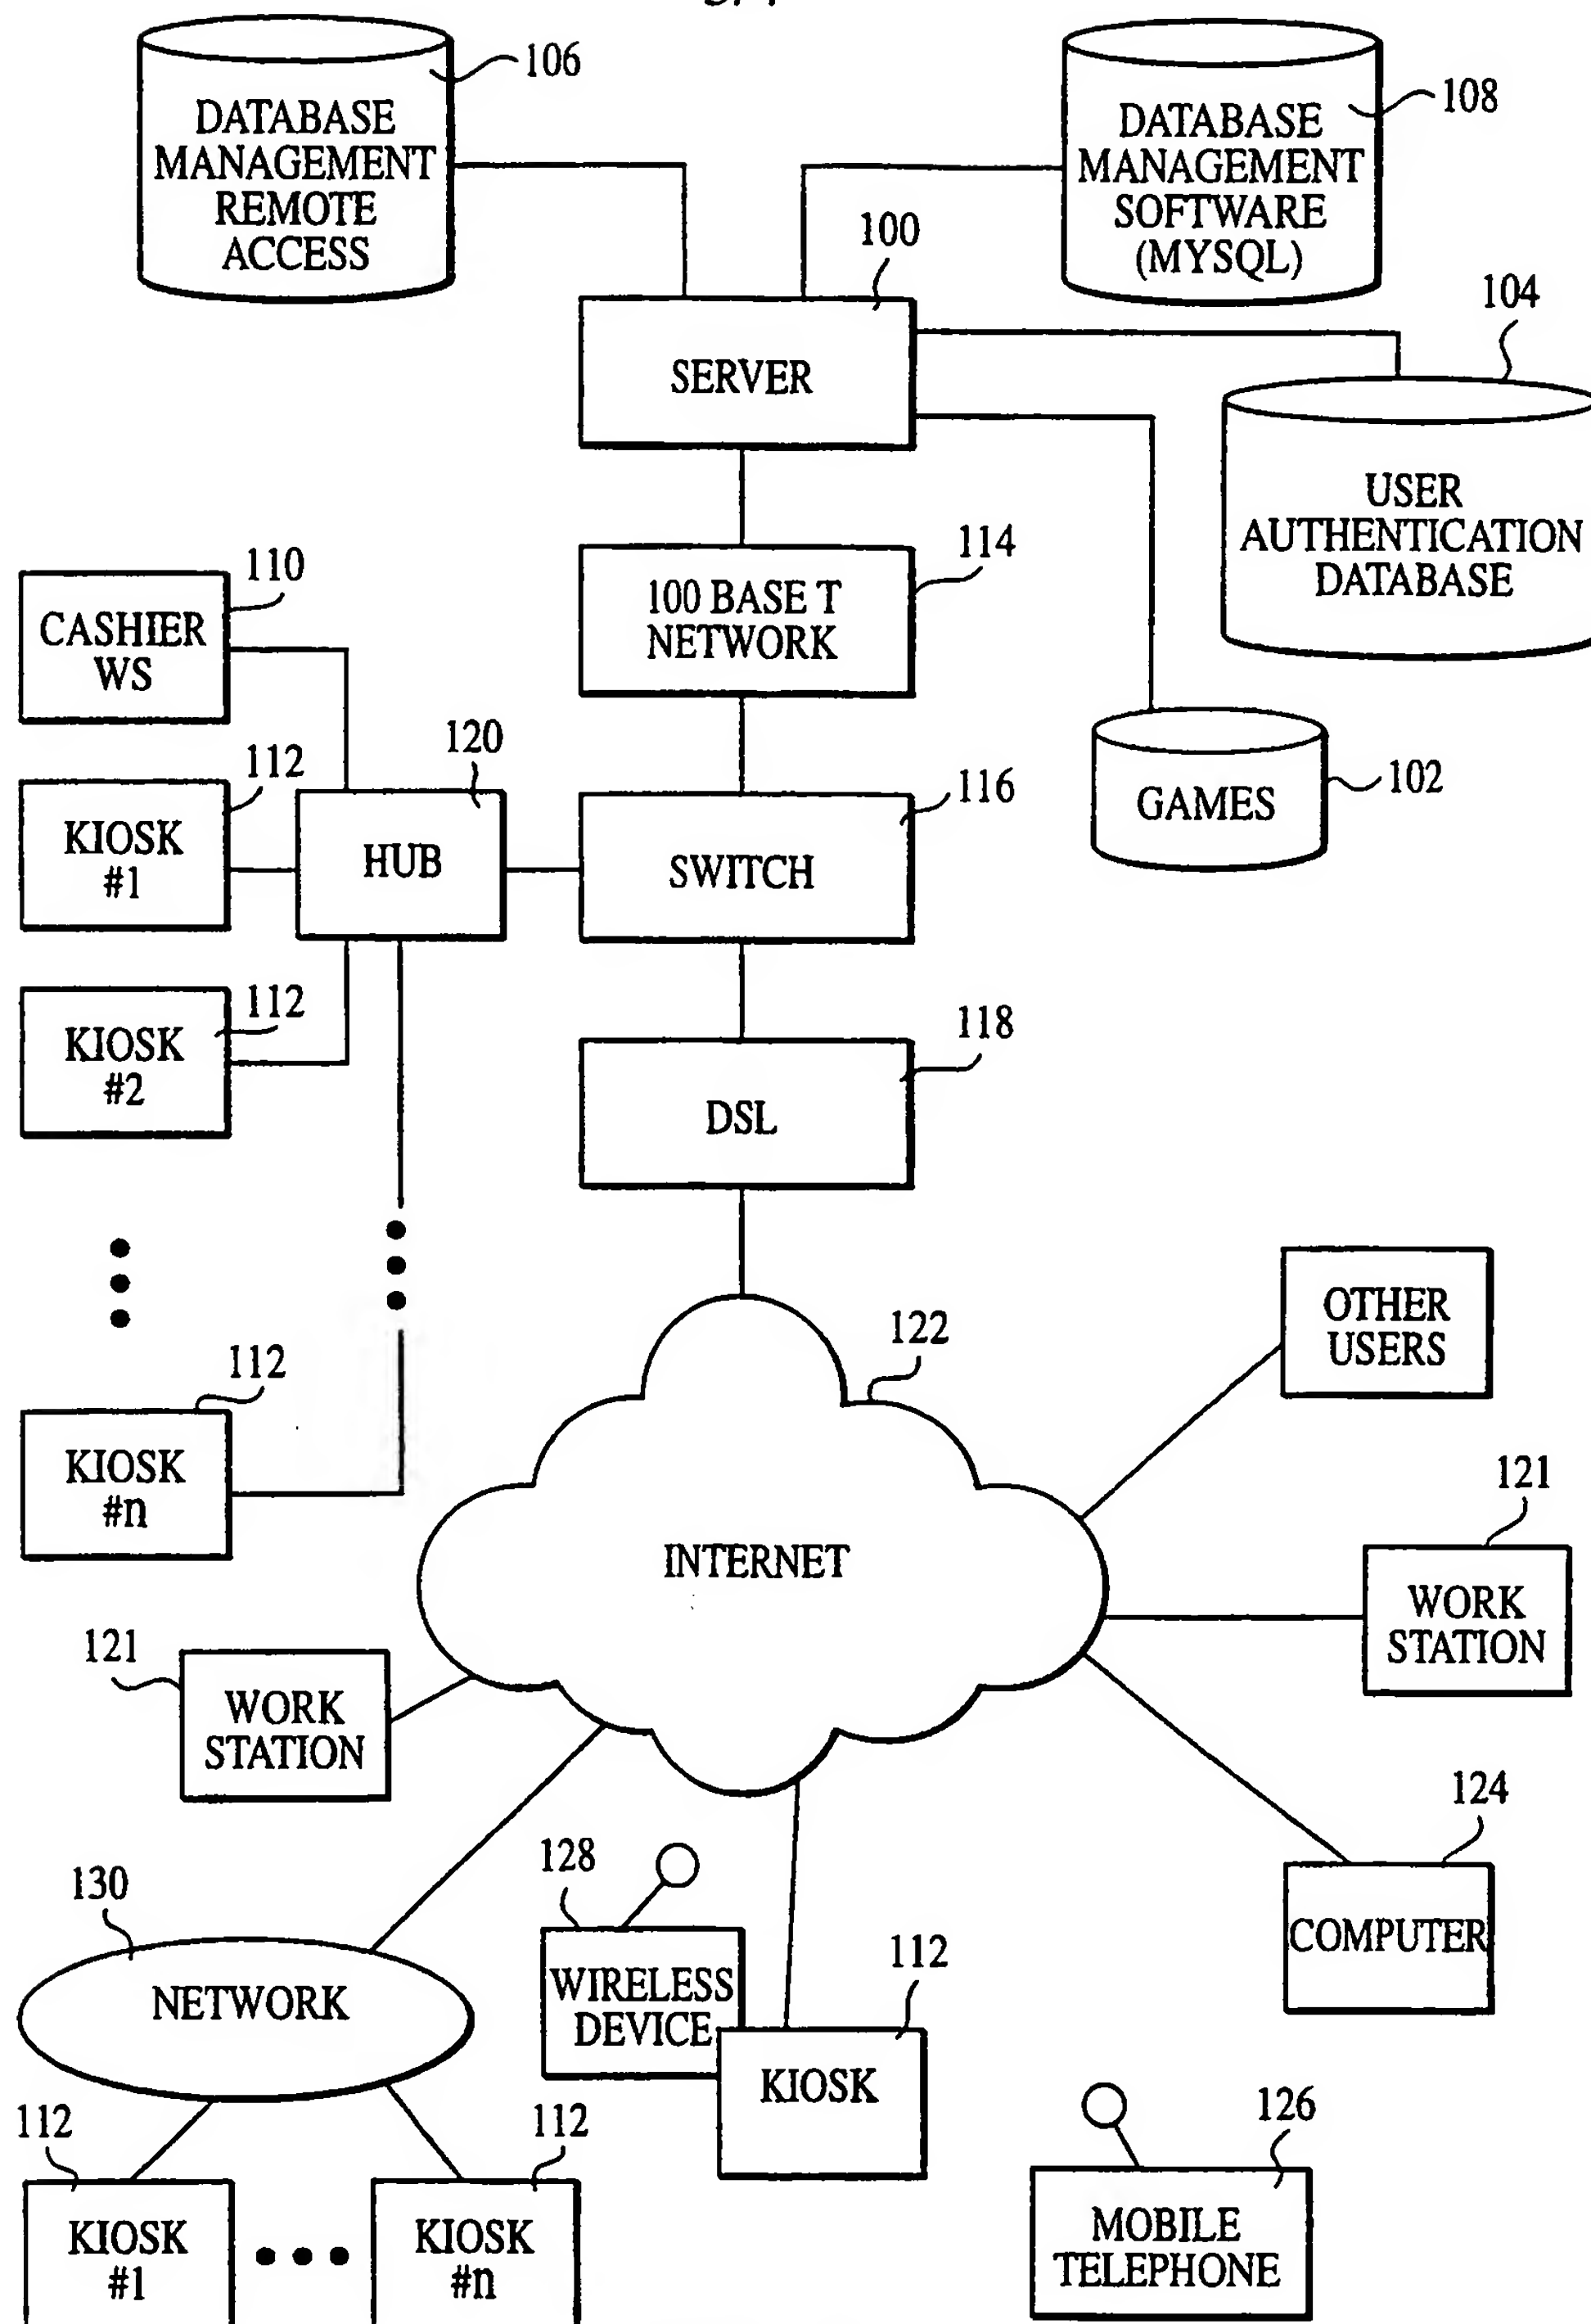 106
DATABASE
MANAGEMENT
REMOTE
ACCESS
108
DATABASE
MANAGEMENT
SOFTWARE
(MYSQL)
100
SERVER
104
USER
AUTHENTICATION
DATABASE
114
100 BASE T
NETWORK
110
CASHIER
WS
102
GAMES
112
KIOSK
#1
120
HUB
116
SWITCH
112
KIOSK
#2
118
DSL
112
KIOSK
#n
122
INTERNET
OTHER
USERS
121
WORK
STATION
121
WORK
STATION
124
COMPUTER
130
NETWORK
128
WIRELESS
DEVICE
112
KIOSK
112
KIOSK
#1
112
KIOSK
#n
126
MOBILE
TELEPHONE